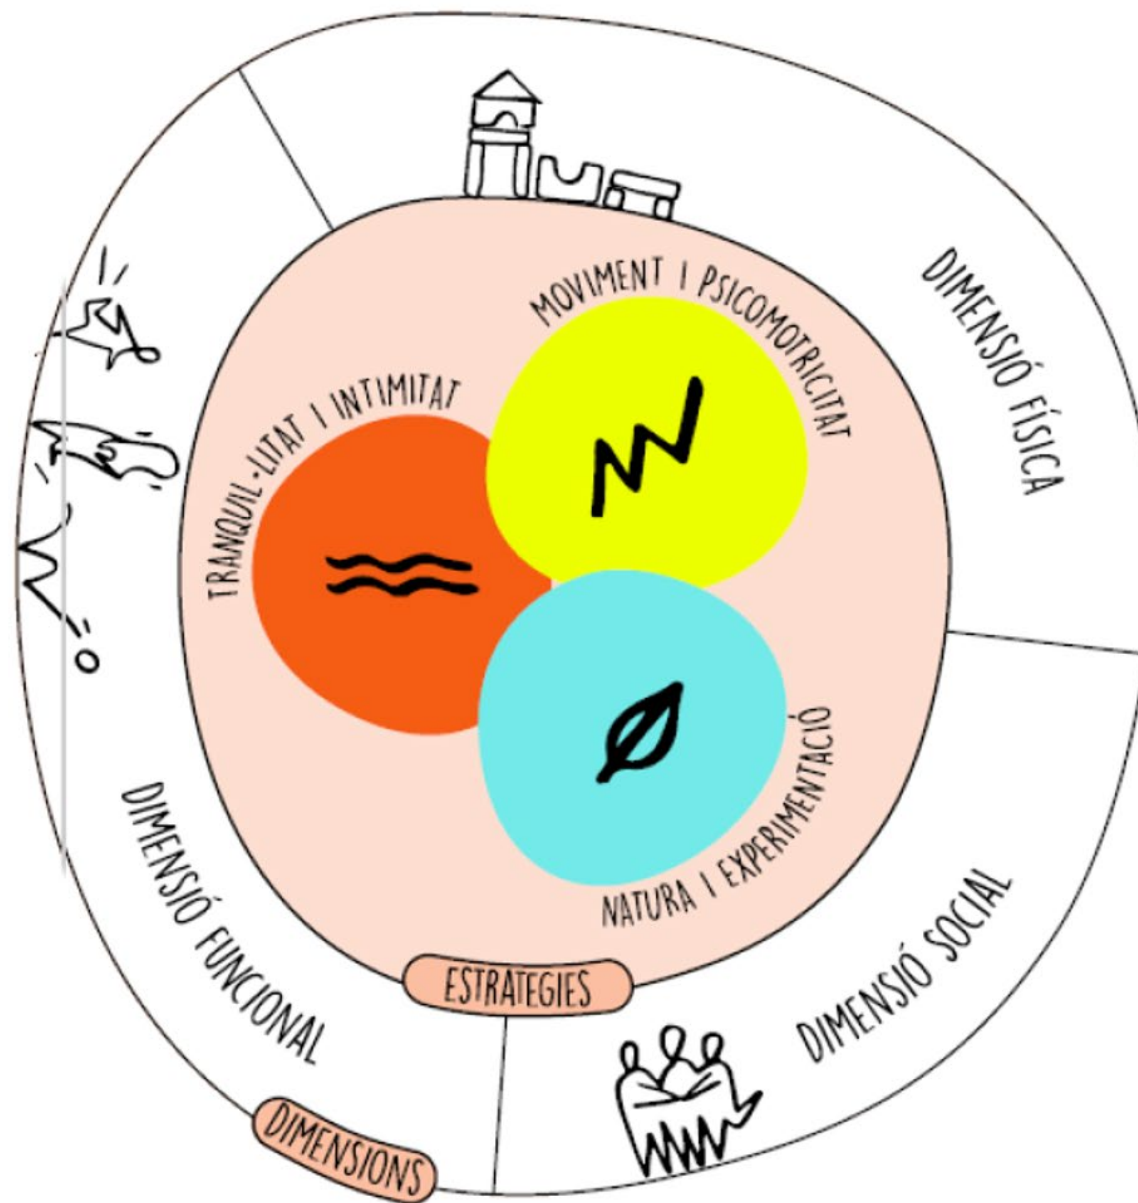 DIMENSIÓ FÍSICA
MOVIMENT I PSICOMOTRICITAT
TRANQUIL·LITAT I INTIMITAT
NATURA I EXPERIMENTACIÓ
DIMENSIÓ FUNCIONAL
DIMENSIÓ SOCIAL
ESTRATEGIES
DIMENSIONS